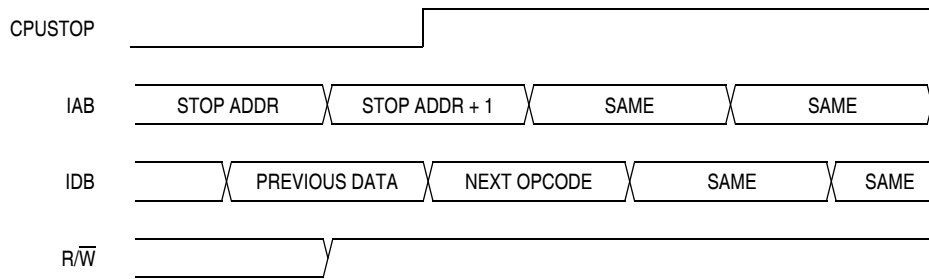 CPUSTOP
IAB STOP ADDR STOP ADDR + 1 SAME SAME
IDB PREVIOUS DATA NEXT OPCODE SAME SAME
R/W̅